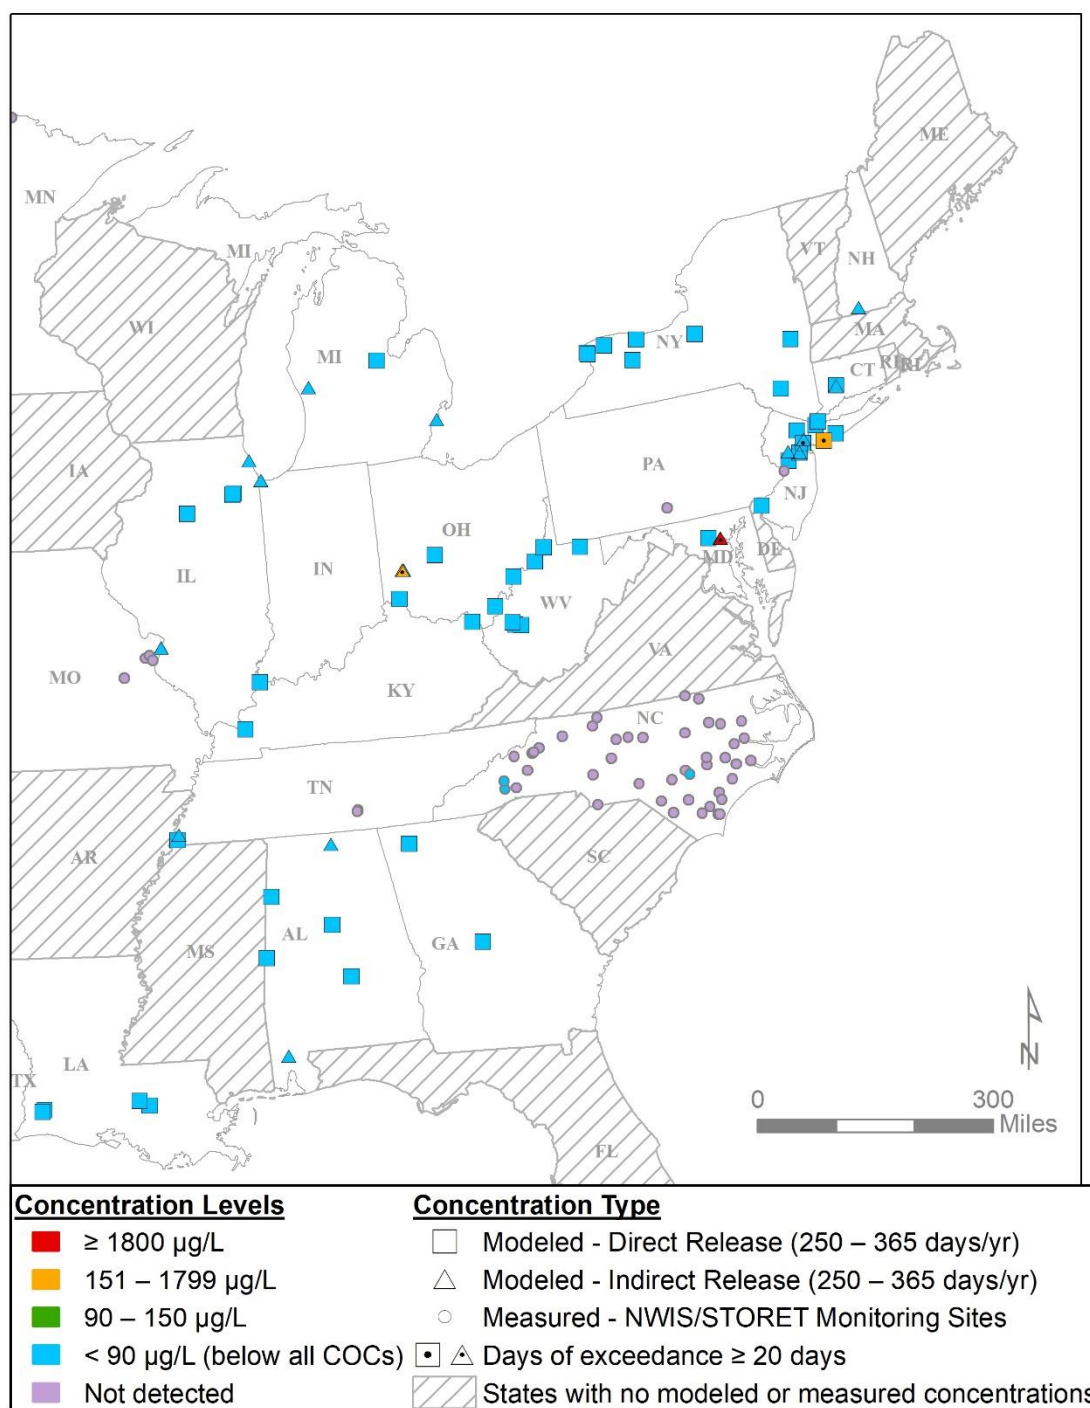 ME
MN
VT
NH
MI
WI
MA
NY
MI
CT
RI
IA
PA
NJ
OH
MD
DE
IL
IN
WV
VA
MO
KY
NC
TN
AR
SC
MS
AL
GA
N
LA
TX
0 300
Miles
FL
Concentration Levels Concentration Type
≥ 1800 µg/L Modeled - Direct Release (250 – 365 days/yr)
151 – 1799 µg/L Modeled - Indirect Release (250 – 365 days/yr)
90 – 150 µg/L Measured - NWIS/STORET Monitoring Sites
< 90 µg/L (below all COCs) Days of exceedance ≥ 20 days
Not detected States with no modeled or measured concentrations